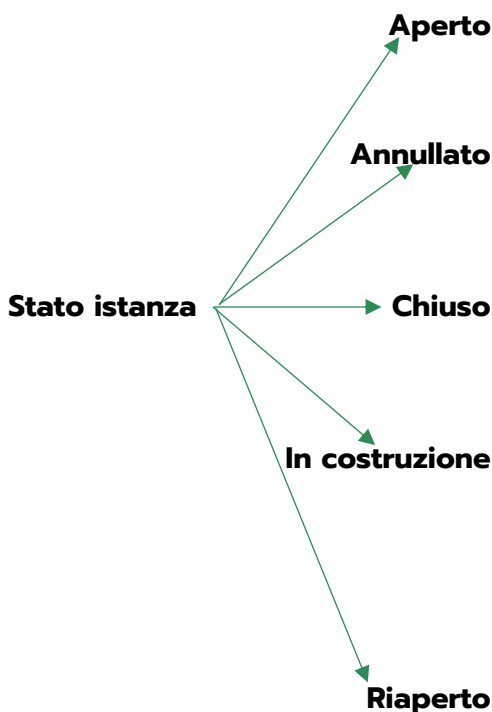 Aperto
Annullato
Stato istanza
Chiuso
In costruzione
Riaperto